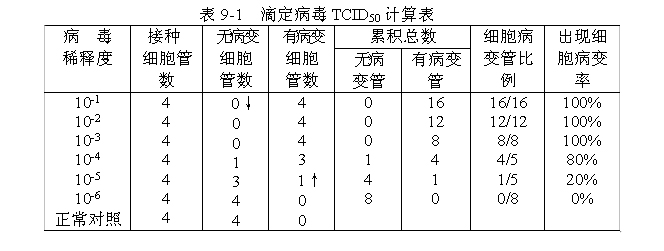 表 9-1 滴定病毒 TCID50 计算表
病 毒 稀释度 接种 细胞管 数 无病变 细胞 管数 有病变 细胞 管数 累积总数 无病 变管 有病变 管 细胞病 变管比 例 出现细 胞病变 率
10-1 4 0↓ 4 0 16 16/16 100%
10-2 4 0 4 0 12 12/12 100%
10-3 4 0 4 0 8 8/8 100%
10-4 4 1 3 1 4 4/5 80%
10-5 4 3 1↑ 4 1 1/5 20%
10-6 4 4 0 8 0 0/8 0%
正常对照 4 4 0